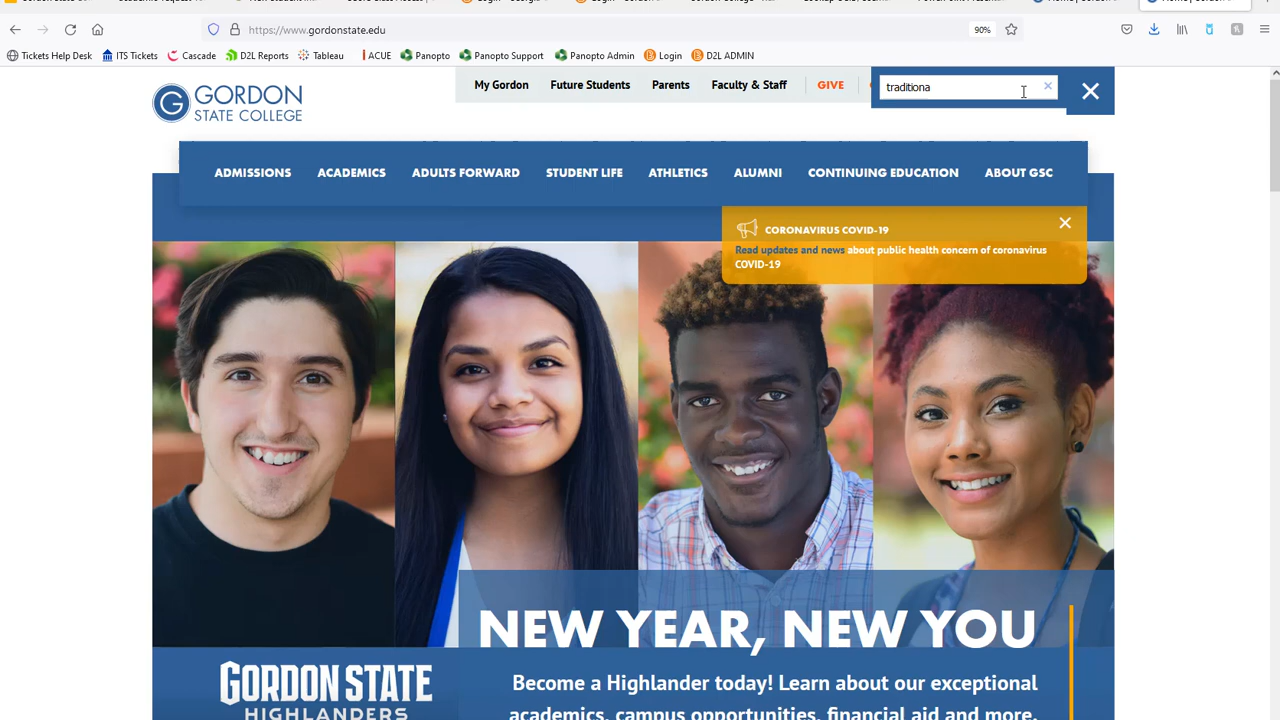 https://www.gordonstate.edu
90%
Tickets Help Desk ITS Tickets Cascade D2L Reports Tableau ACUE Panopto Panopto Support Panopto Admin Login D2L ADMIN
GORDON
STATE COLLEGE
My Gordon Future Students Parents Faculty & Staff GIVE
traditiona
ADMISSIONS ACADEMICS ADULTS FORWARD STUDENT LIFE ATHLETICS ALUMNI CONTINUING EDUCATION ABOUT GSC
CORONAVIRUS COVID-19
Read updates and news about public health concern of coronavirus
COVID-19
NEW YEAR, NEW YOU
GORDON STATE
HIGHLANDERS
Become a Highlander today! Learn about our exceptional
academics, campus opportunities, financial aid and more.